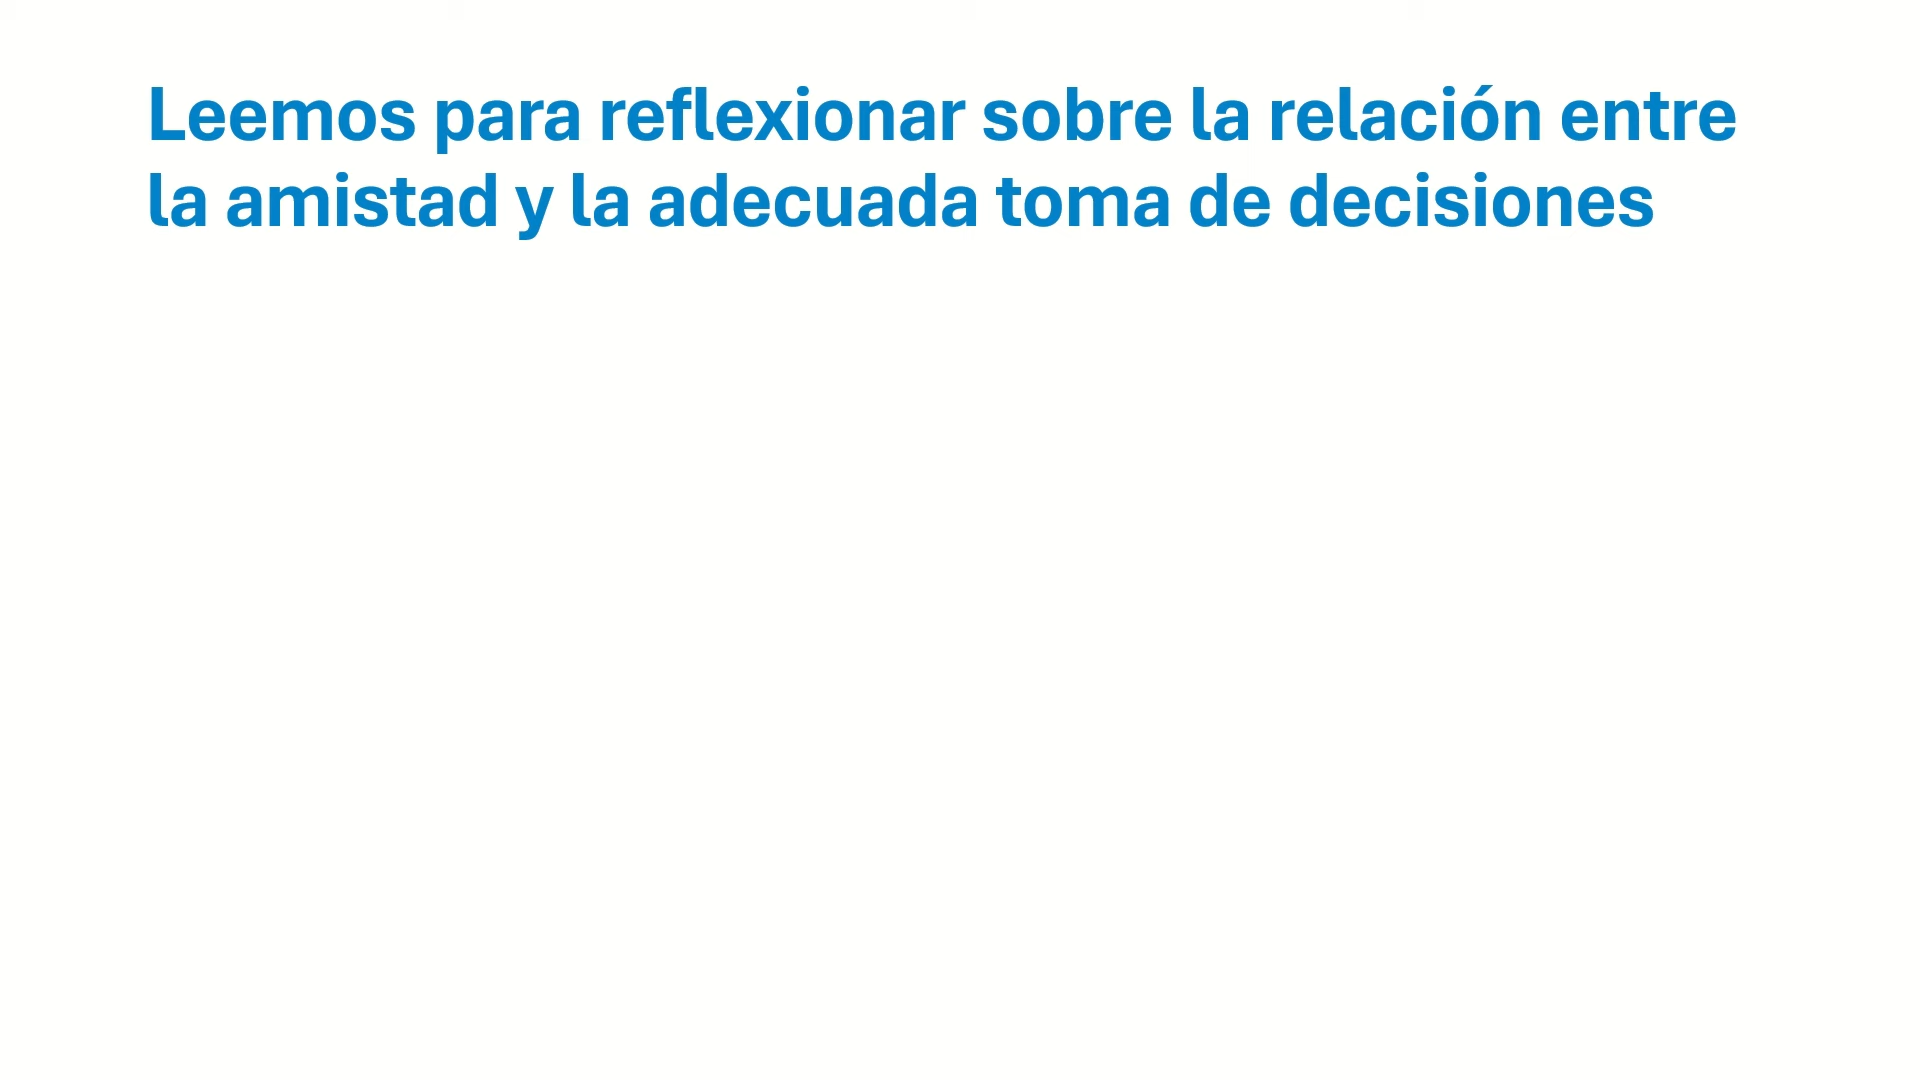 Leemos para reflexionar sobre la relación entre
la amistad y la adecuada toma de decisiones